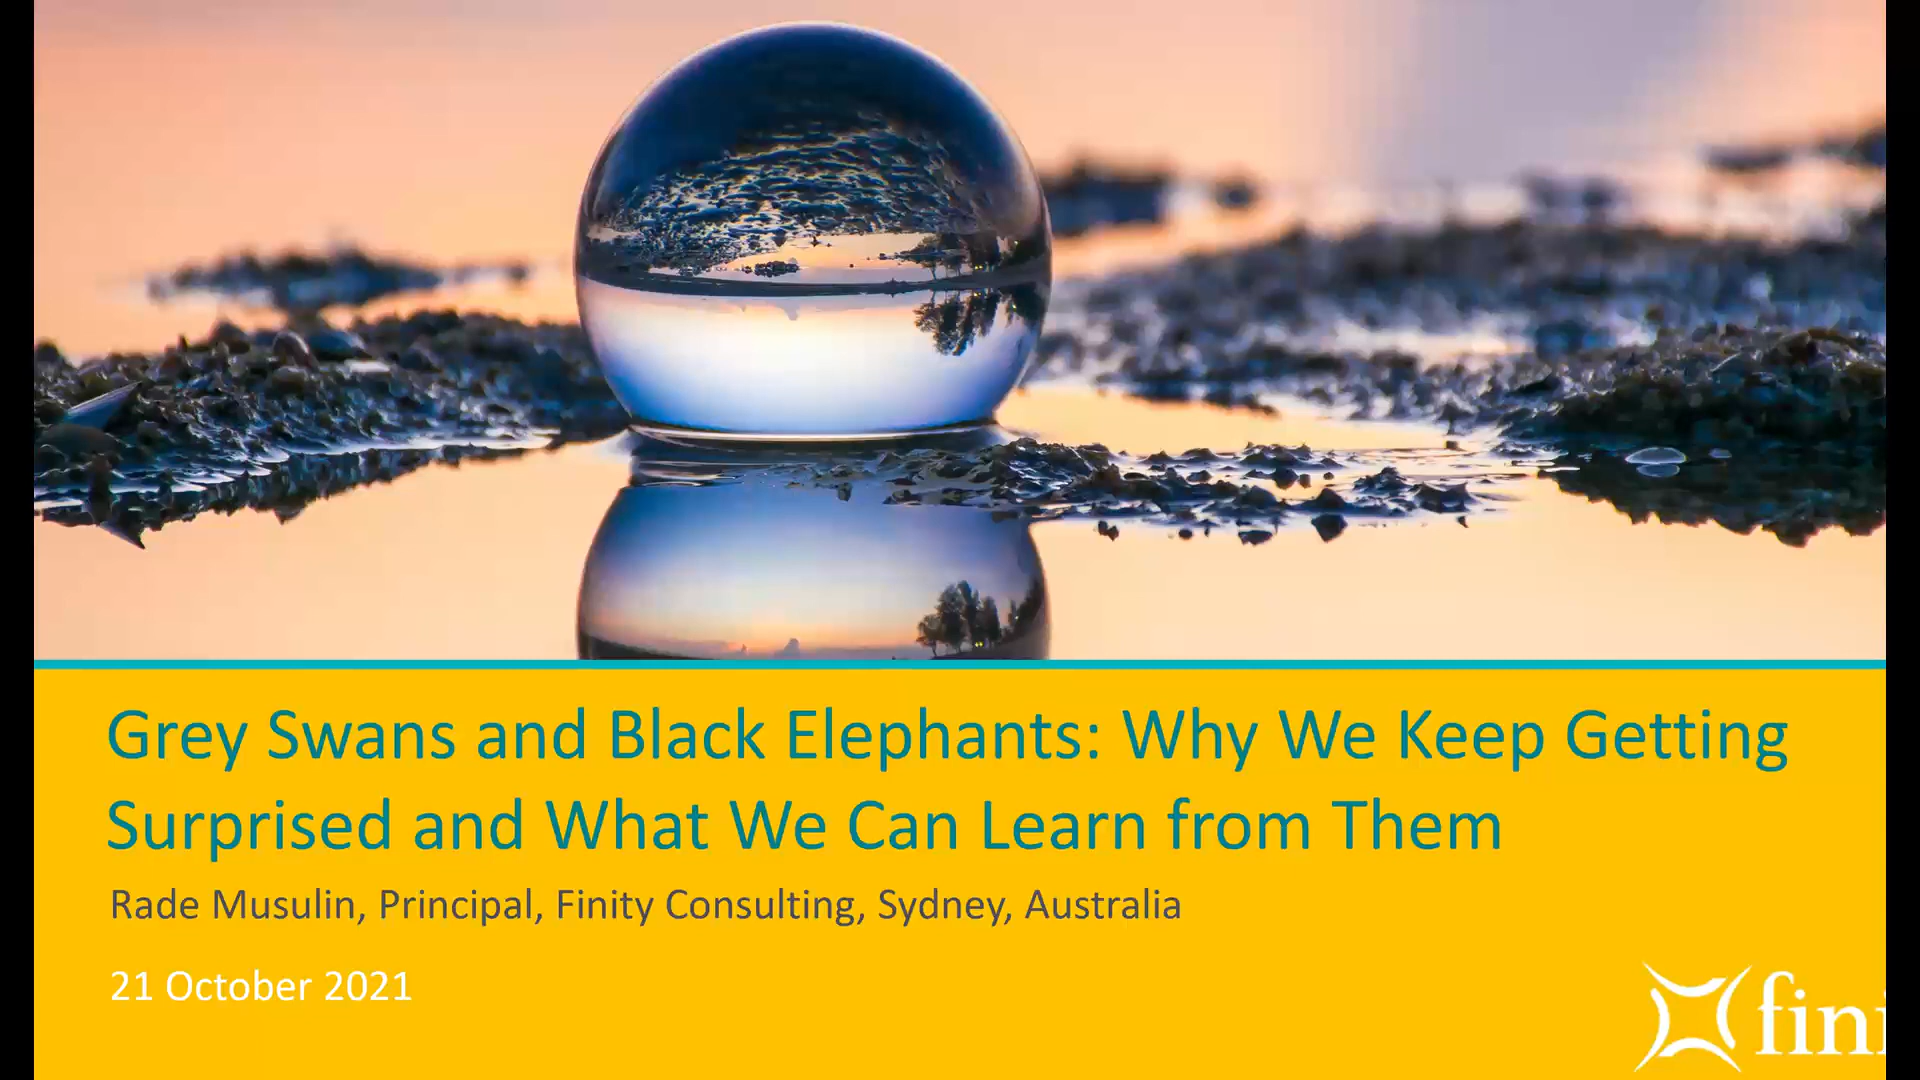 Grey Swans and Black Elephants: Why We Keep Getting
Surprised and What We Can Learn from Them
Rade Musulin, Principal, Finity Consulting, Sydney, Australia
21 October 2021
fini